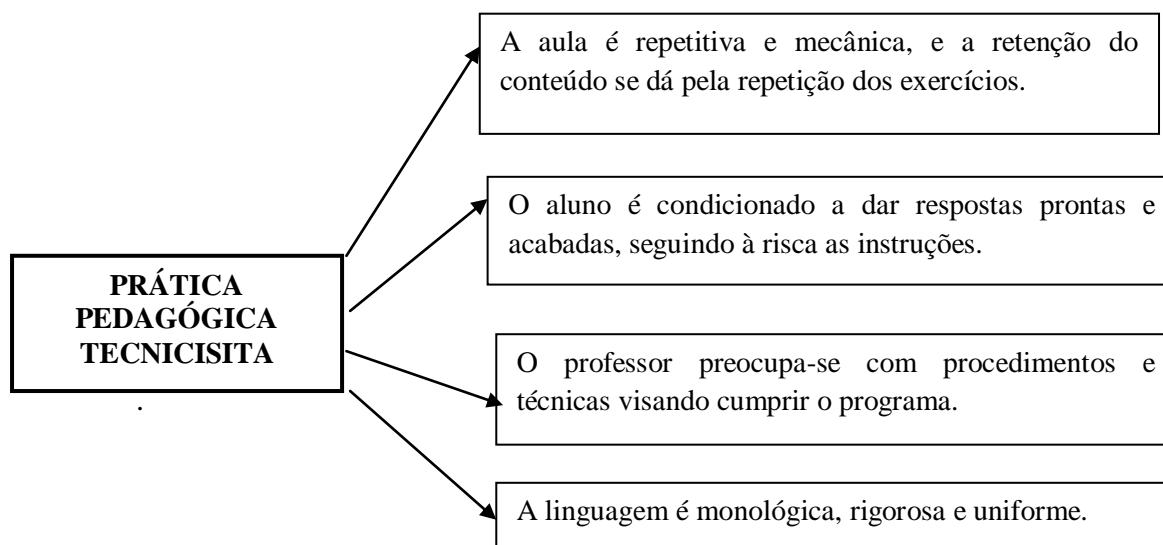 A aula é repetitiva e mecânica, e a retenção do
conteúdo se dá pela repetição dos exercícios.
O aluno é condicionado a dar respostas prontas e
acabadas, seguindo à risca as instruções.
PRÁTICA
PEDAGÓGICA
TECNICISITA
.
O professor preocupa-se com procedimentos e
técnicas visando cumprir o programa.
A linguagem é monológica, rigorosa e uniforme.